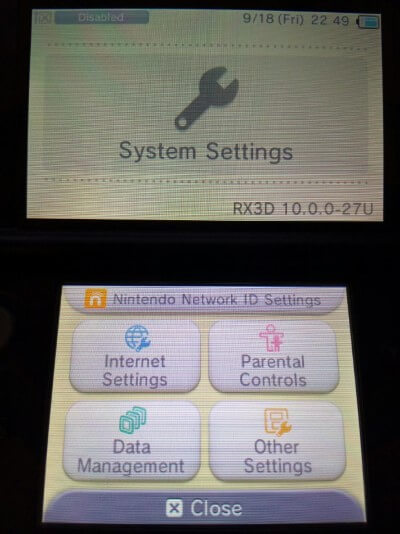 Disabled
9/18 (Fri) 22:49
System Settings
RX3D 10.0.0-27U
Nintendo Network ID Settings
Internet
Settings
Parental
Controls
Data
Management
Other
Settings
X Close